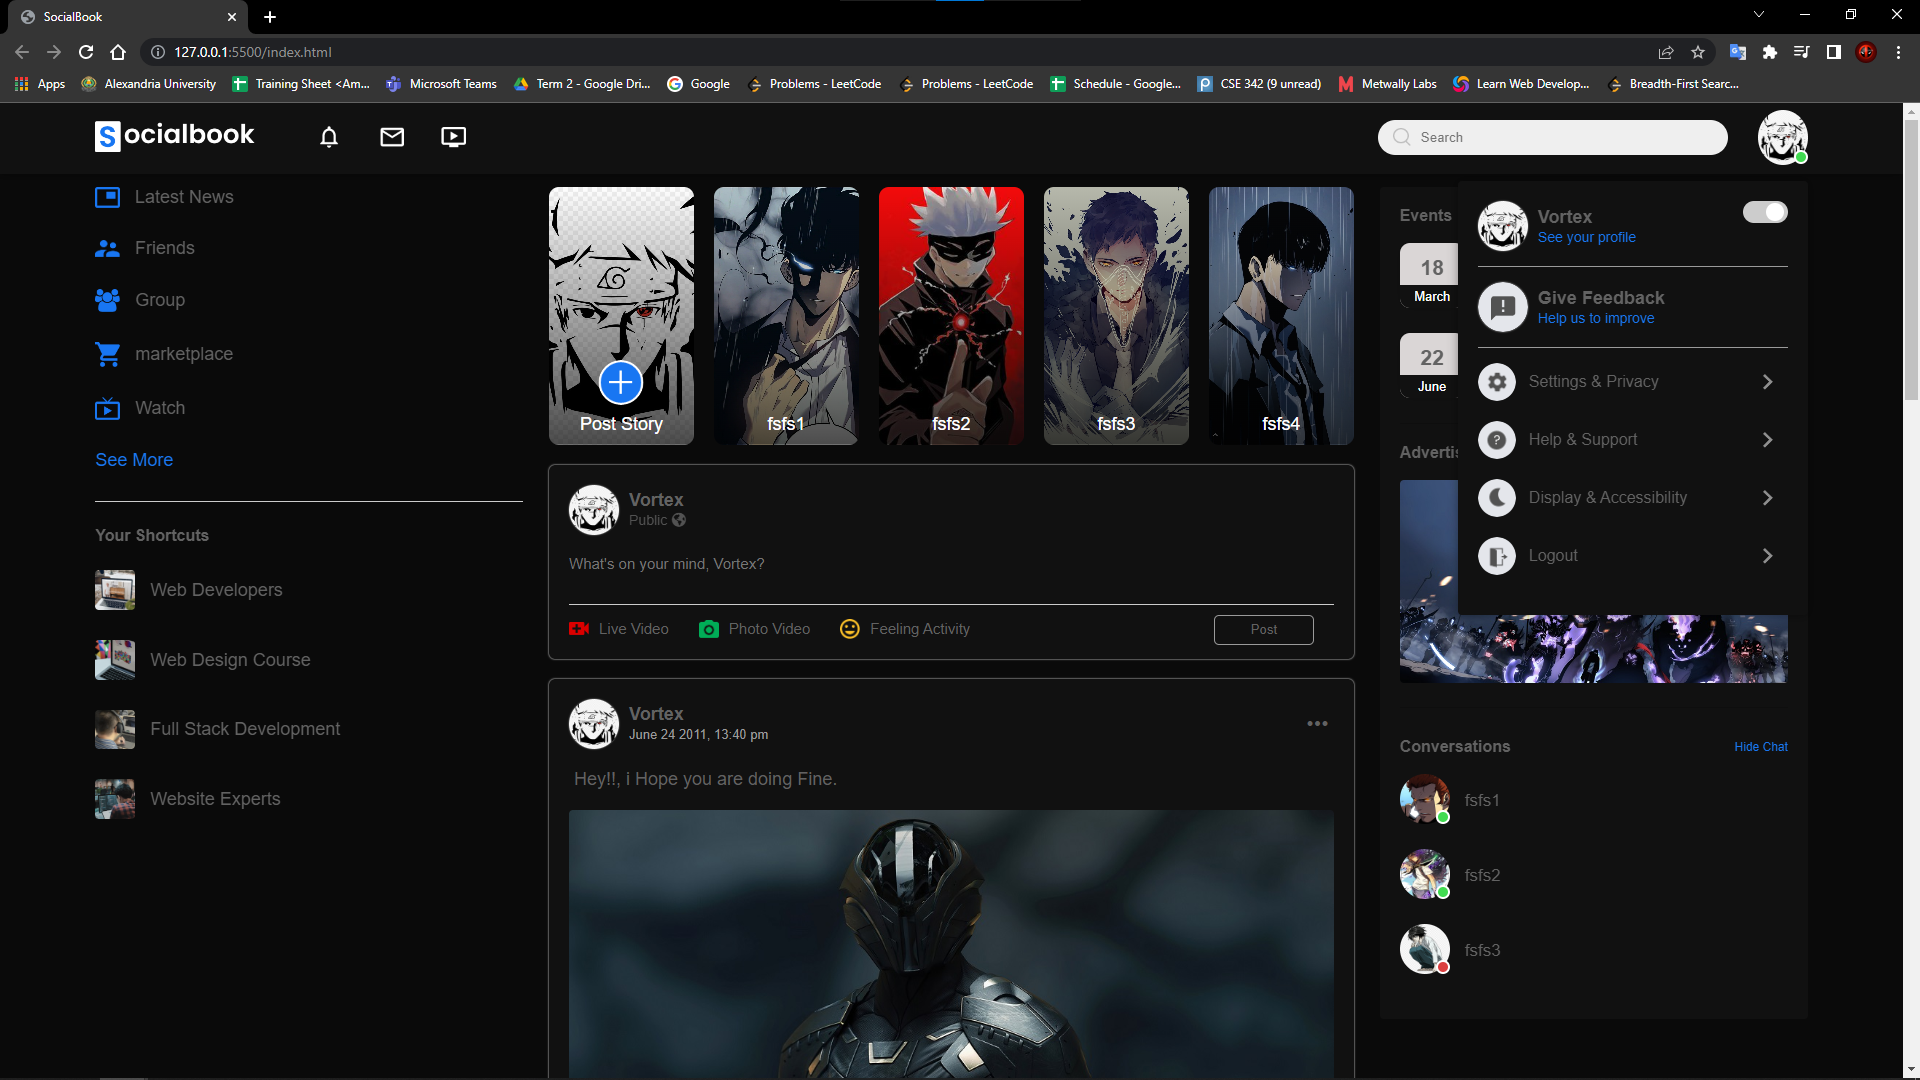 SocialBook
127.0.0.1:5500/index.html
Apps
Alexandria University
Training Sheet <Am...
Microsoft Teams
Term 2 - Google Dri...
Google
Problems - LeetCode
Problems - LeetCode
Schedule - Google...
CSE 342 (9 unread)
Metwally Labs
Learn Web Develop...
Breadth-First Searc...
Socialbook
Search
Latest News
Friends
Group
marketplace
Watch
See More
Your Shortcuts
Web Developers
Web Design Course
Full Stack Development
Website Experts
Post Story
fsfs1
fsfs2
fsfs3
fsfs4
Vortex
Public
What's on your mind, Vortex?
Live Video
Photo Video
Feeling Activity
Post
Vortex
June 24 2011, 13:40 pm
Hey!!, i Hope you are doing Fine.
Events
18
March
22
June
Advertis
Vortex
See your profile
Give Feedback
Help us to improve
Settings & Privacy
Help & Support
Display & Accessibility
Logout
Conversations
Hide Chat
fsfs1
fsfs2
fsfs3